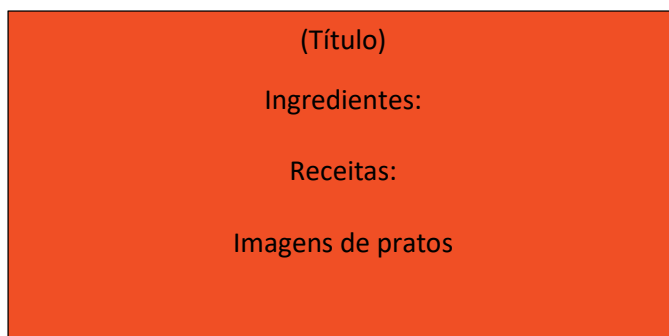 (Título)
Ingredientes:
Receitas:
Imagens de pratos